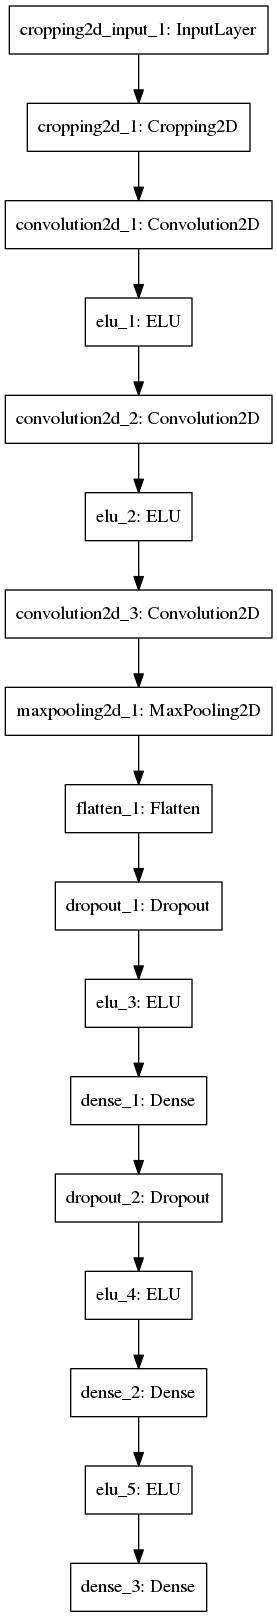 cropping2d_input_1: InputLayer
cropping2d_1: Cropping2D
convolution2d_1: Convolution2D
elu_1: ELU
convolution2d_2: Convolution2D
elu_2: ELU
convolution2d_3: Convolution2D
maxpooling2d_1: MaxPooling2D
flatten_1: Flatten
dropout_1: Dropout
elu_3: ELU
dense_1: Dense
dropout_2: Dropout
elu_4: ELU
dense_2: Dense
elu_5: ELU
dense_3: Dense